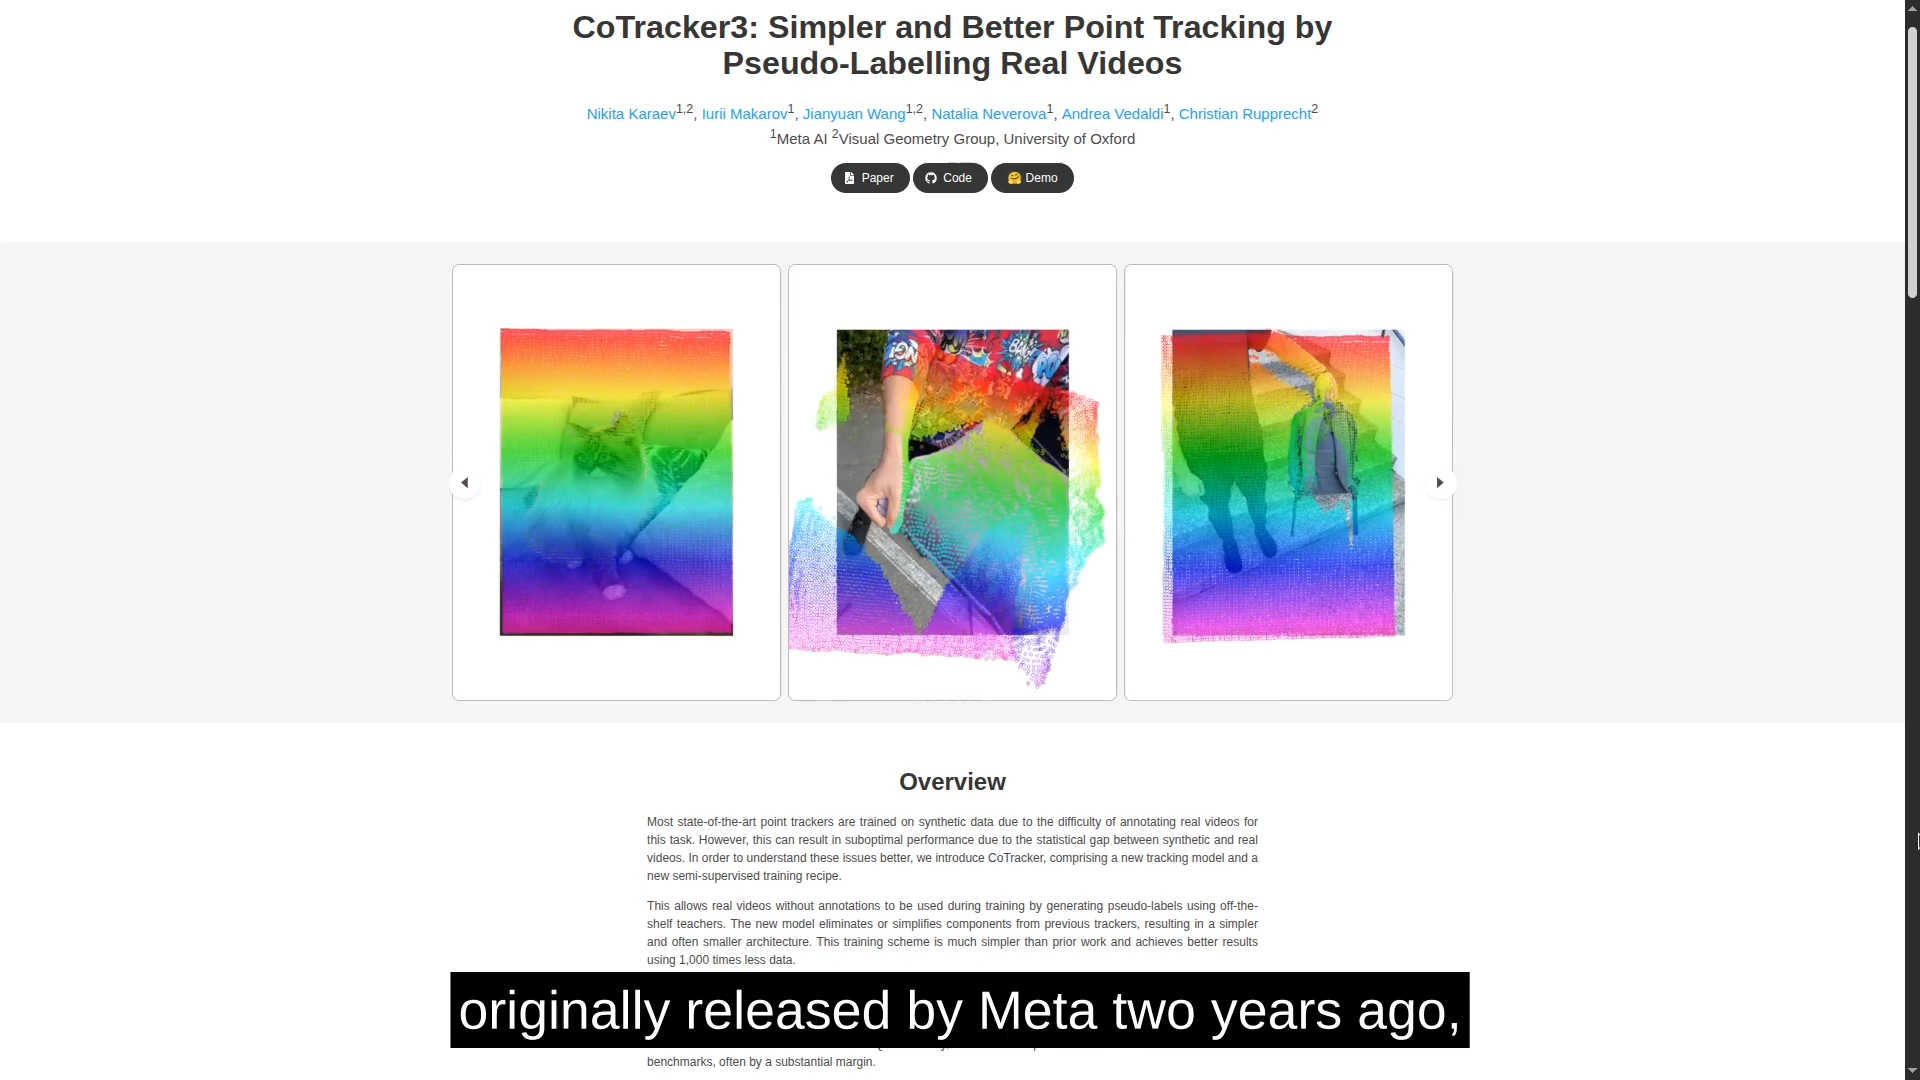 CoTracker3: Simpler and Better Point Tracking by
Pseudo-Labelling Real Videos
Nikita Karaev1,2, Iurii Makarov1, Jianyuan Wang1,2, Natalia Neverova1, Andrea Vedaldi1, Christian Rupprecht2
1Meta AI 2Visual Geometry Group, University of Oxford
Paper Code Demo
Overview
Most state-of-the-art point trackers are trained on synthetic data due to the difficulty of annotating real videos for
this task. However, this can result in suboptimal performance due to the statistical gap between synthetic and real
videos. In order to understand these issues better, we introduce CoTracker, comprising a new tracking model and a
new semi-supervised training recipe.
This allows real videos without annotations to be used during training by generating pseudo-labels using off-the-
shelf teachers. The new model eliminates or simplifies components from previous trackers, resulting in a simpler
and often smaller architecture. This training scheme is much simpler than prior work and achieves better results
using 1,000 times less data.
originally released by Meta two years ago,
benchmarks, often by a substantial margin.